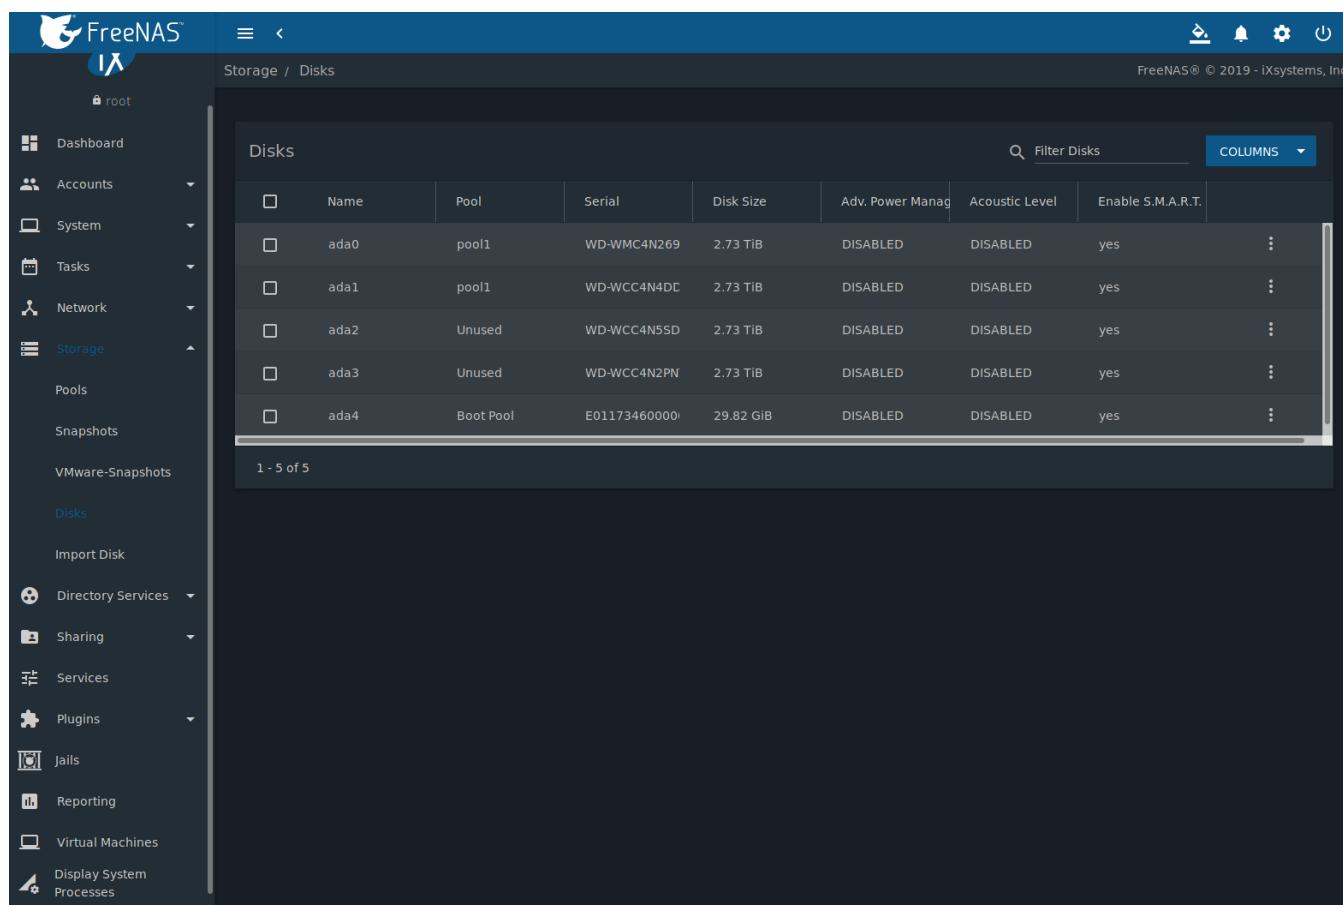 FreeNAS®
Storage / Disks
FreeNAS® © 2019 - iXsystems, Inc
iX
root
Dashboard
Accounts
System
Tasks
Network
Storage
Pools
Snapshots
VMware-Snapshots
Disks
Import Disk
Directory Services
Sharing
Services
Plugins
Jails
Reporting
Virtual Machines
Display System
Processes
Disks
Filter Disks
COLUMNS
Name Pool Serial Disk Size Adv. Power Manag Acoustic Level Enable S.M.A.R.T.
ada0 pool1 WD-WMC4N269 2.73 TiB DISABLED DISABLED yes
ada1 pool1 WD-WCC4N4DD 2.73 TiB DISABLED DISABLED yes
ada2 Unused WD-WCC4N5SD 2.73 TiB DISABLED DISABLED yes
ada3 Unused WD-WCC4N2PN 2.73 TiB DISABLED DISABLED yes
ada4 Boot Pool E01173460000 29.82 GiB DISABLED DISABLED yes
1 - 5 of 5